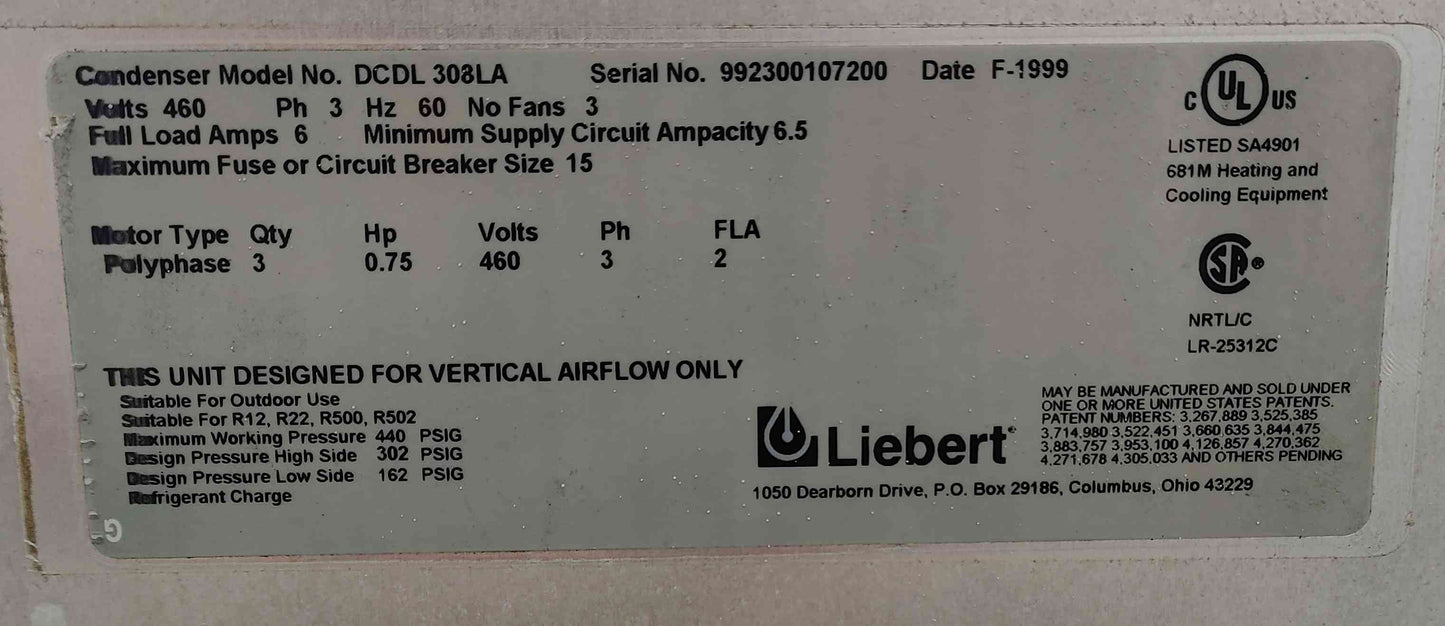 Condenser Model No. DCDL 308LA Serial No. 992300107200 Date F-1999
Volts 460 Ph 3 Hz 60 No Fans 3
Full Load Amps 6 Minimum Supply Circuit Ampacity 6.5
Maximum Fuse or Circuit Breaker Size 15
Motor Type Qty Hp Volts Ph FLA
Polyphase 3 0.75 460 3 2
THIS UNIT DESIGNED FOR VERTICAL AIRFLOW ONLY
Suitable For Outdoor Use
Suitable For R12, R22, R500, R502
Maximum Working Pressure 440 PSIG
Design Pressure High Side 302 PSIG
Design Pressure Low Side 162 PSIG
Refrigerant Charge
C UL US
LISTED SA4901
681M Heating and
Cooling Equipment
SA®
NRTL/C
LR-25312C
Liebert
1050 Dearborn Drive, P.O. Box 29186, Columbus, Ohio 43229
MAY BE MANUFACTURED AND SOLD UNDER
ONE OR MORE UNITED STATES PATENTS.
PATENT NUMBERS: 3,267,889 3,525,385
3,714,980 3,522,451 3,660,635 3,844,475
3,883,757 3,953,100 4,126,857 4,270,362
4,271,678 4,305,033 AND OTHERS PENDING
G